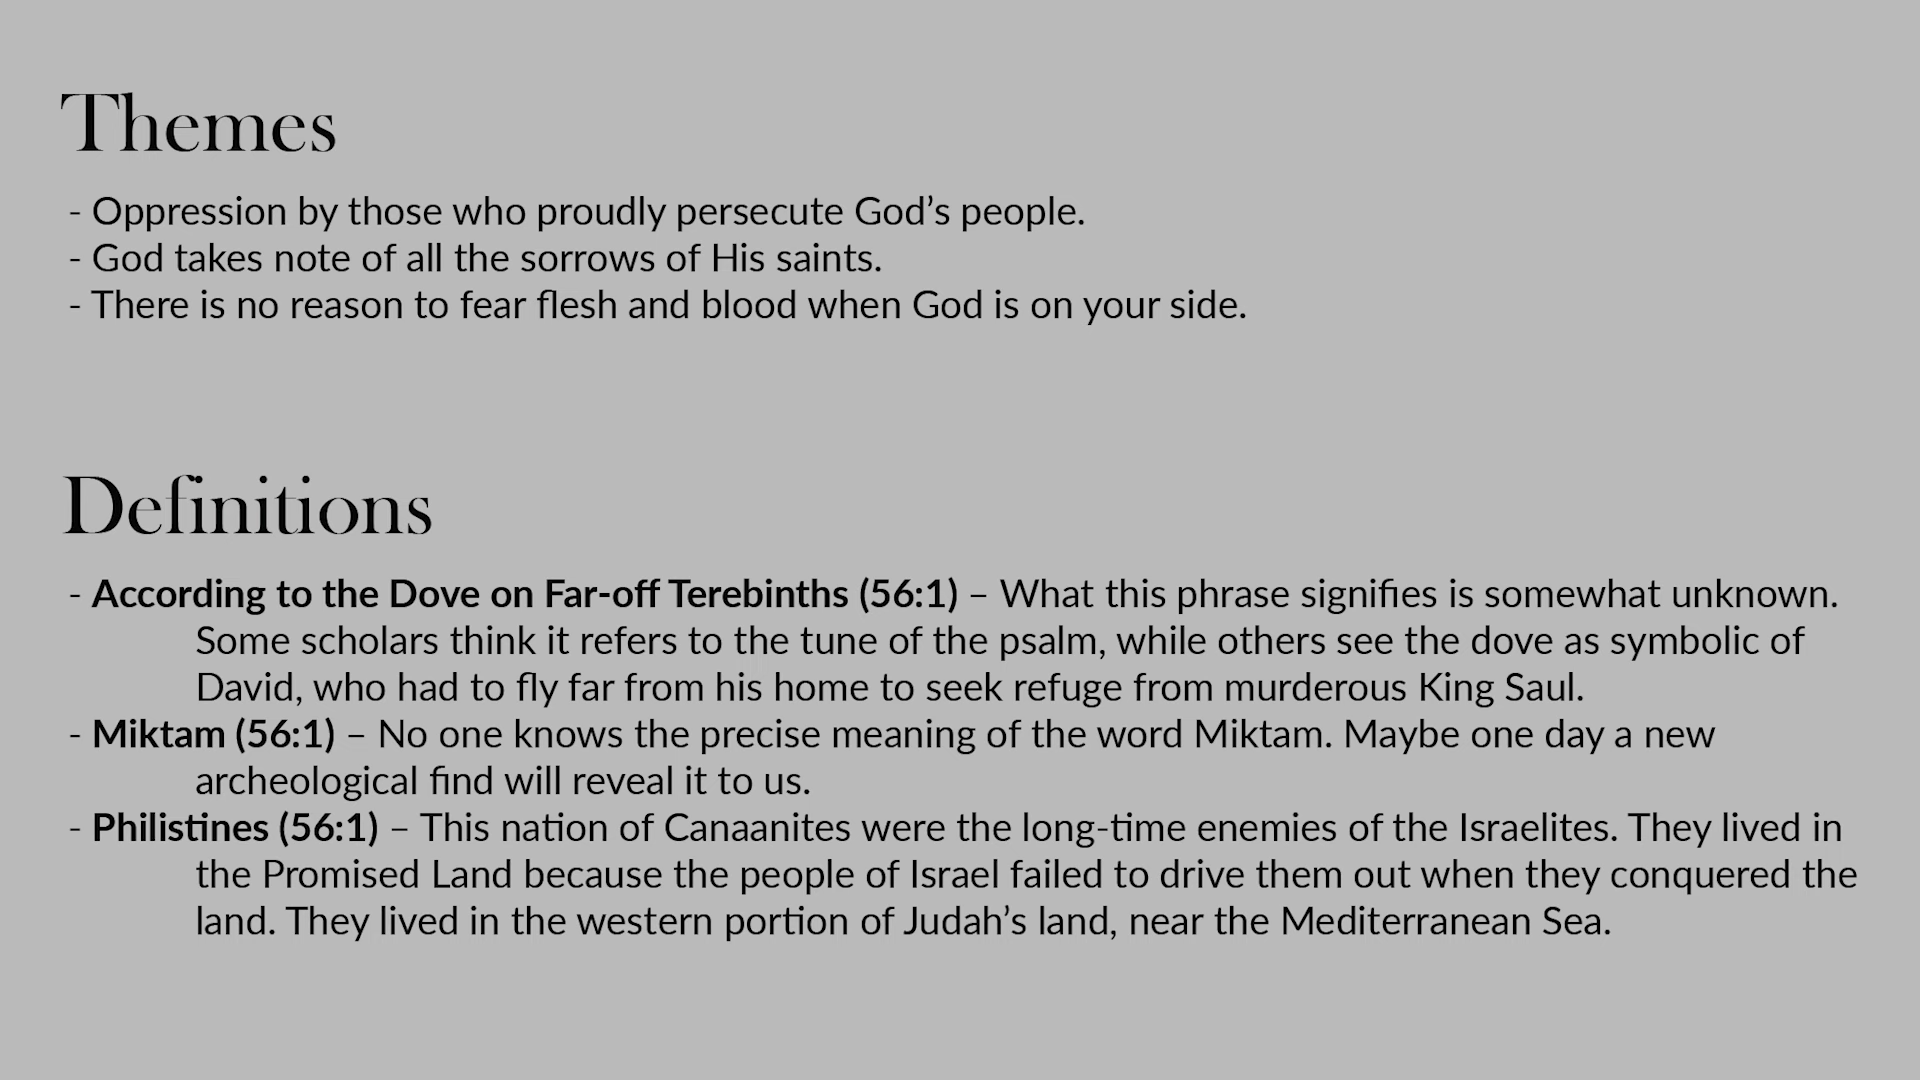 Themes
- Oppression by those who proudly persecute God’s people.
- God takes note of all the sorrows of His saints.
- There is no reason to fear flesh and blood when God is on your side.
Definitions
- According to the Dove on Far-off Terebinths (56:1) – What this phrase signifies is somewhat unknown.
Some scholars think it refers to the tune of the psalm, while others see the dove as symbolic of
David, who had to fly far from his home to seek refuge from murderous King Saul.
- Miktam (56:1) – No one knows the precise meaning of the word Miktam. Maybe one day a new
archeological find will reveal it to us.
- Philistines (56:1) – This nation of Canaanites were the long-time enemies of the Israelites. They lived in
the Promised Land because the people of Israel failed to drive them out when they conquered the
land. They lived in the western portion of Judah’s land, near the Mediterranean Sea.